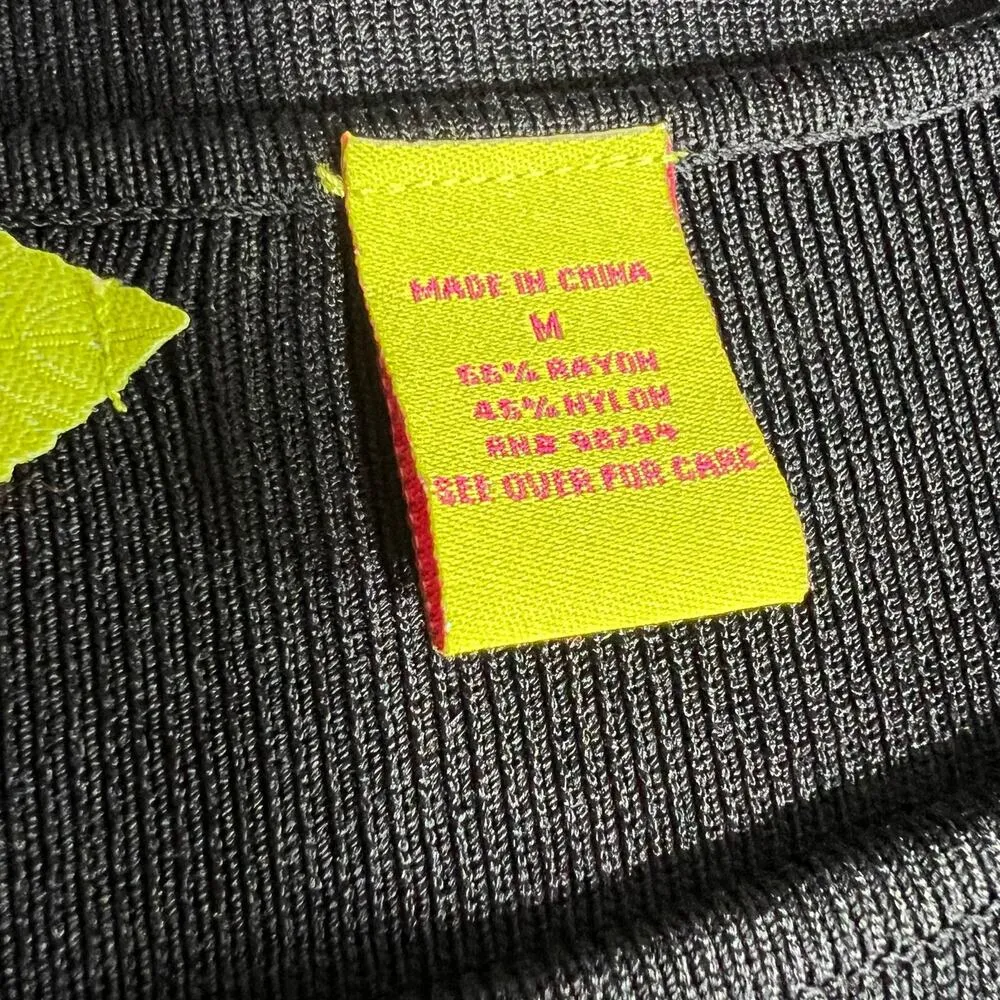 MADE IN CHINA
M
55% RAYON
45% NYLON
RN# 98294
SEE OVER FOR CARE